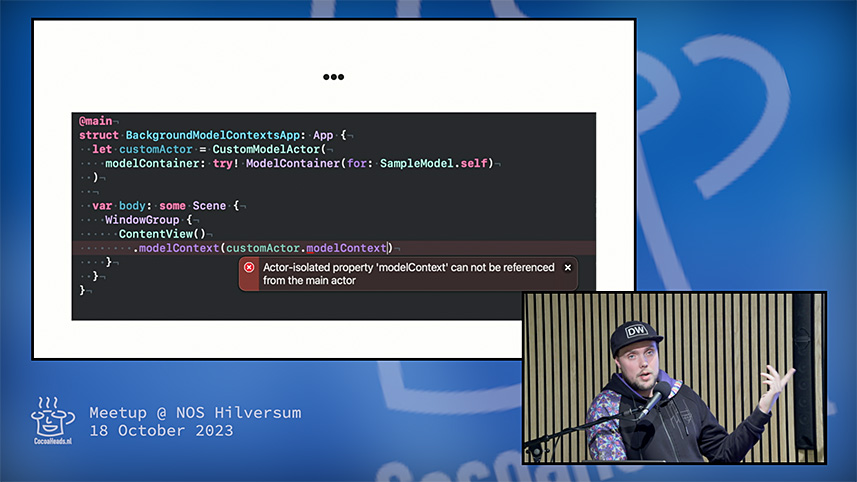 •••
@main¬
struct·BackgroundModelContextsApp:·App·{¬
··let·customActor·=·CustomModelActor(¬
····modelContainer:·try!·ModelContainer(for:·SampleModel.self)¬
··)¬
··¬
··var·body:·some·Scene·{¬
····WindowGroup·{¬
······ContentView()¬
········.modelContext(customActor.modelContext)¬
····}¬
··}¬
}¬
Actor-isolated property 'modelContext' can not be referenced
from the main actor
DW
Meetup @ NOS Hilversum
18 October 2023
CocoaHeads.nl
CocoaHeads